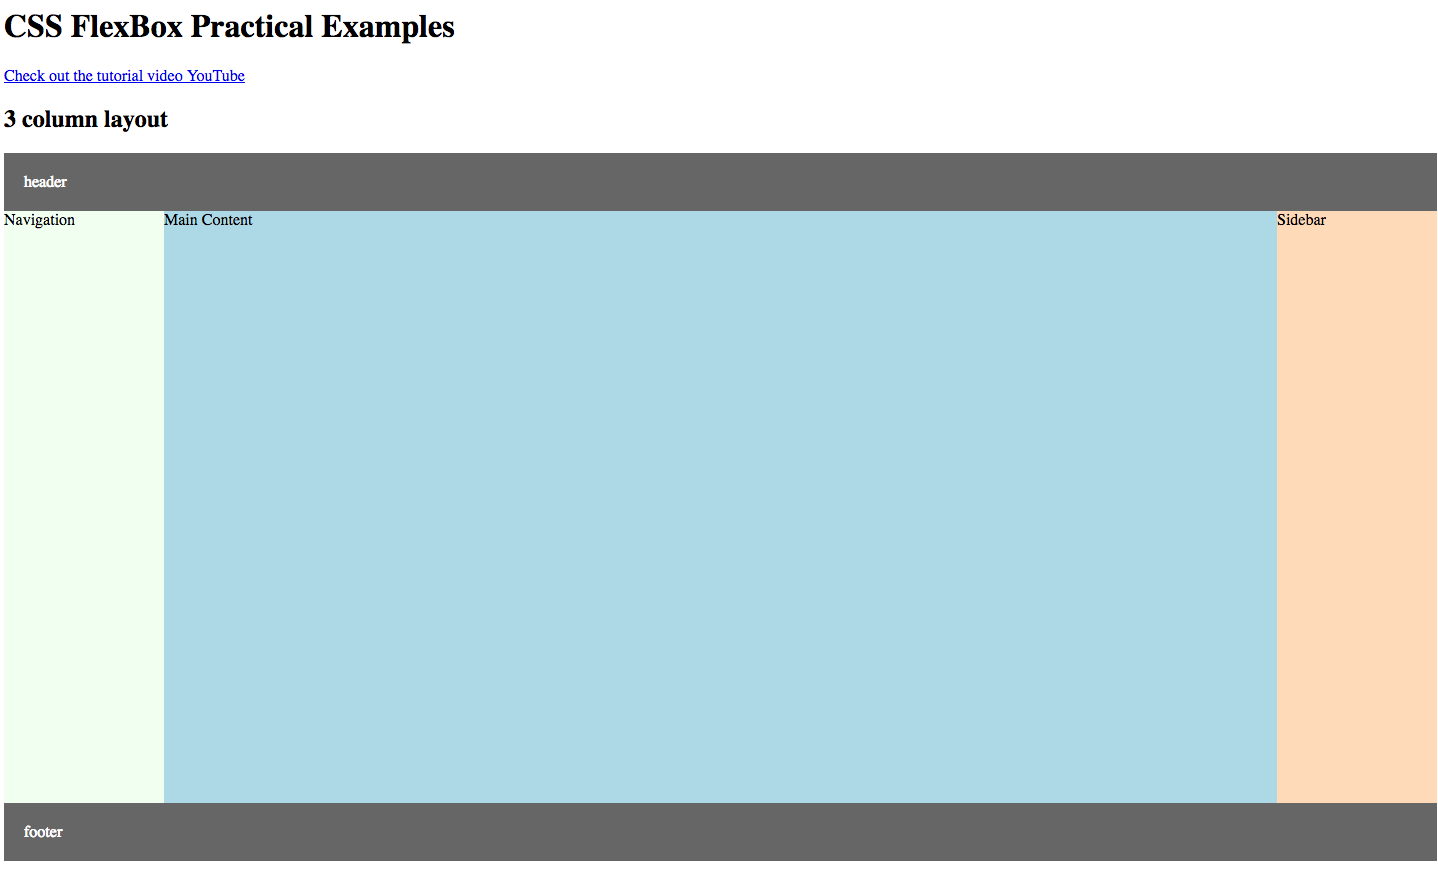 CSS FlexBox Practical Examples
Check out the tutorial video YouTube
3 column layout
header
Navigation
Main Content
Sidebar
footer